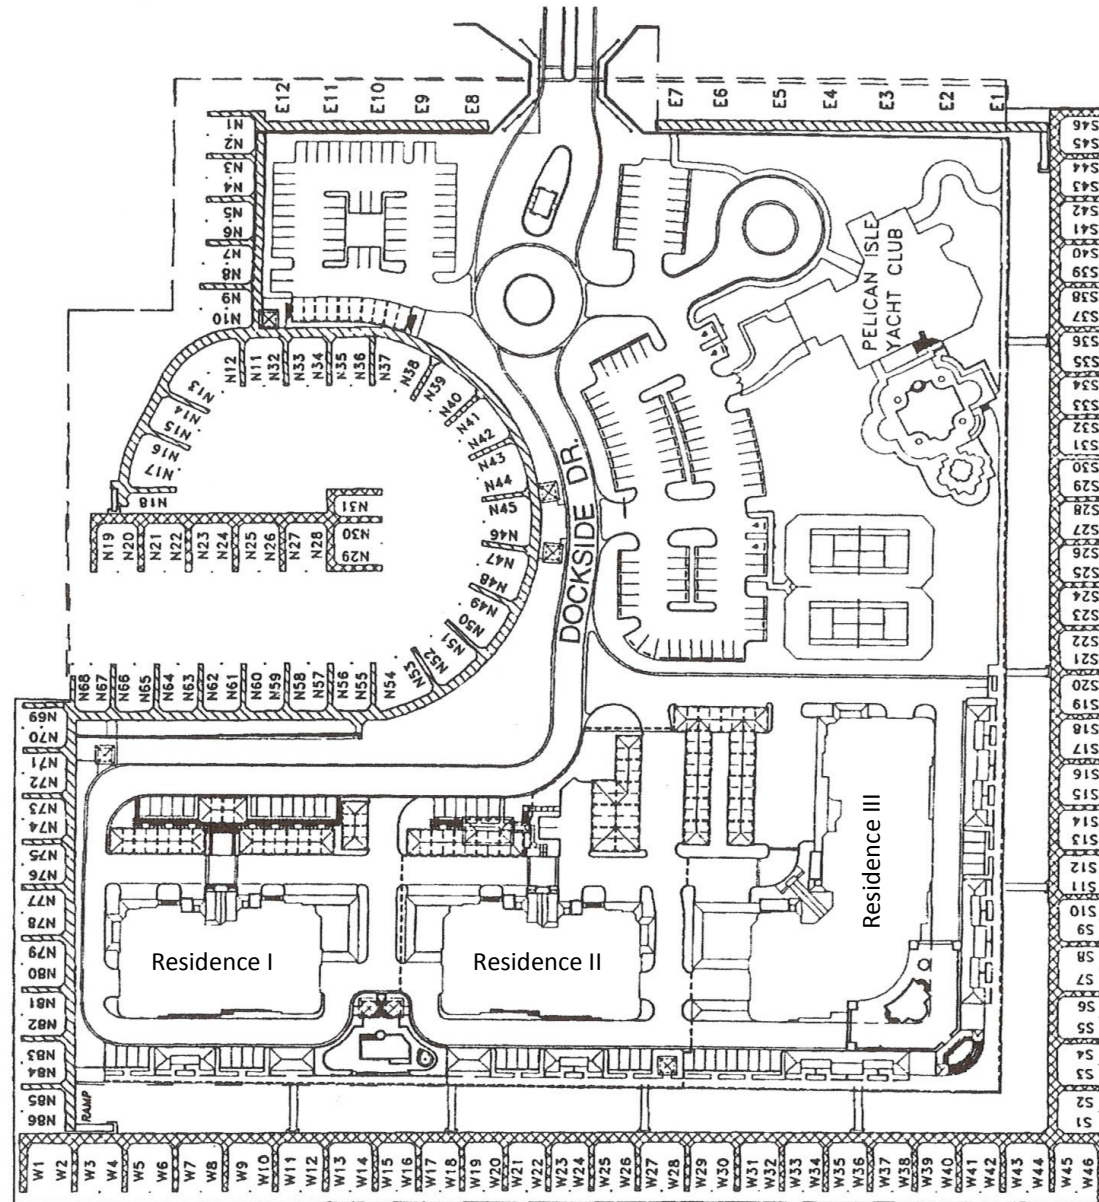 E12
E11
E10
E9
E8
E7
E6
E5
E4
E3
E2
E1
N1
N2
N3
N4
N5
N6
N7
N8
N9
N10
N12
N11
N32
N33
N34
N35
N36
N37
N38
N39
N40
N41
N42
N43
N44
N45
N46
N47
N48
N49
N50
N51
N52
N53
N13
N14
N15
N16
N17
N18
N19
N20
N21
N22
N23
N24
N25
N26
N27
N28
N31
N30
N29
N68
N67
N66
N65
N64
N63
N62
N61
N60
N59
N58
N57
N56
N55
N54
N69
N70
N71
N72
N73
N74
N75
N76
N77
N78
N79
N80
N81
N82
N83
N84
N85
N86
RAMP
PELICAN ISLE
YACHT CLUB
DOCKSIDE DR.
Residence I
Residence II
Residence III
S46
S45
S44
S43
S42
S41
S40
S39
S38
S37
S36
S35
S34
S33
S32
S31
S30
S29
S28
S27
S26
S25
S24
S23
S22
S21
S20
S19
S18
S17
S16
S15
S14
S13
S12
S11
S10
S9
S8
S7
S6
S5
S4
S3
S2
S1
W1
W2
W3
W4
W5
W6
W7
W8
W9
W10
W11
W12
W13
W14
W15
W16
W17
W18
W19
W20
W21
W22
W23
W24
W25
W26
W27
W28
W29
W30
W31
W32
W33
W34
W35
W36
W37
W38
W39
W40
W41
W42
W43
W44
W45
W46